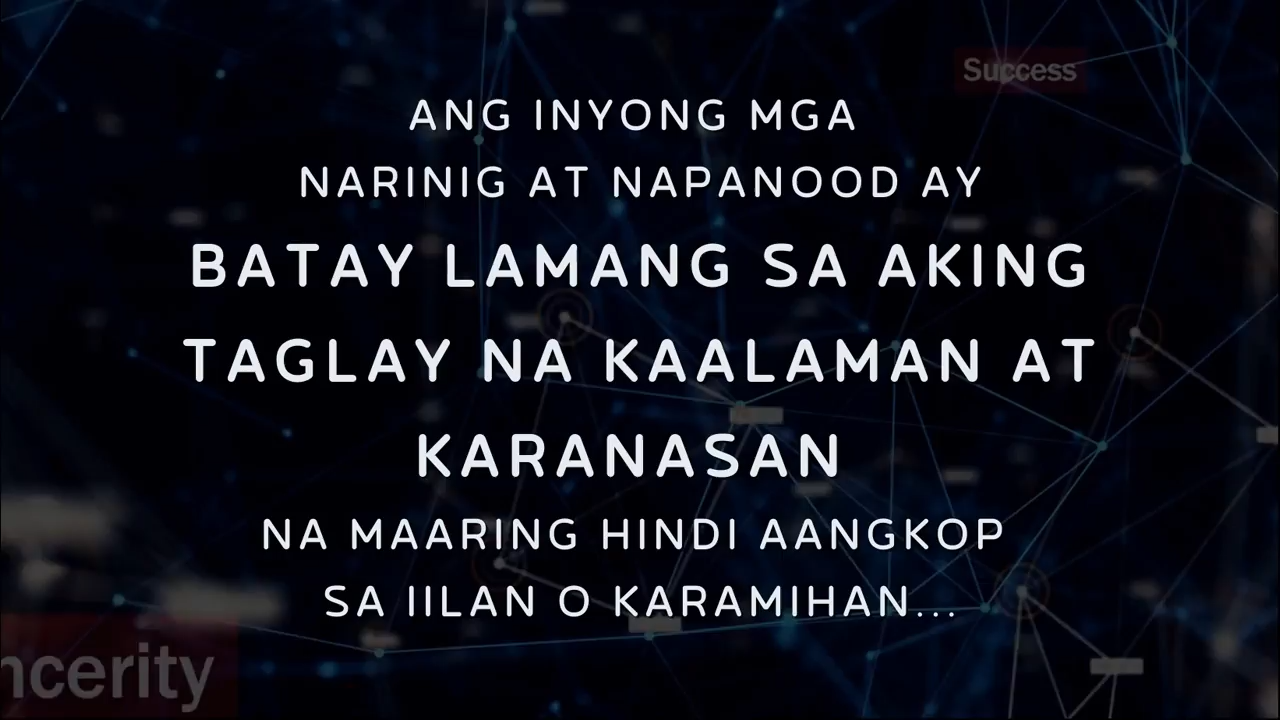 Success
ANG INYONG MGA
NARINIG AT NAPANOOD AY
BATAY LAMANG SA AKING
TAGLAY NA KAALAMAN AT
KARANASAN
NA MAARING HINDI AANGKOP
SA IILAN O KARAMIHAN...
ncerity